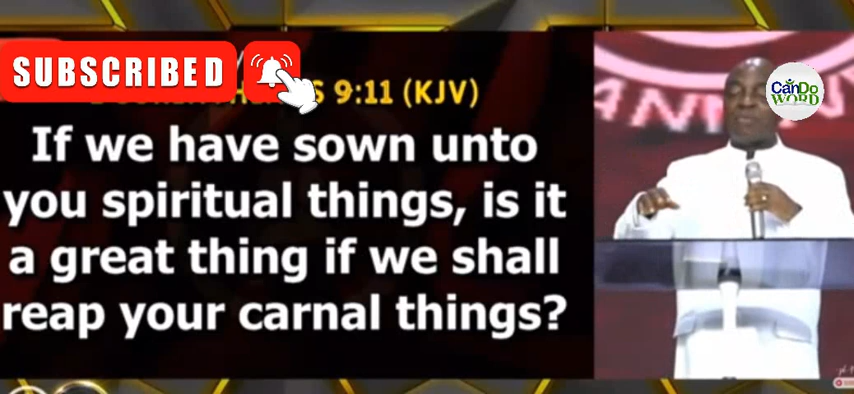 SUBSCRIBED
S 9:11 (KJV)
If we have sown unto
you spiritual things, is it
a great thing if we shall
reap your carnal things?
CanDo
WORD